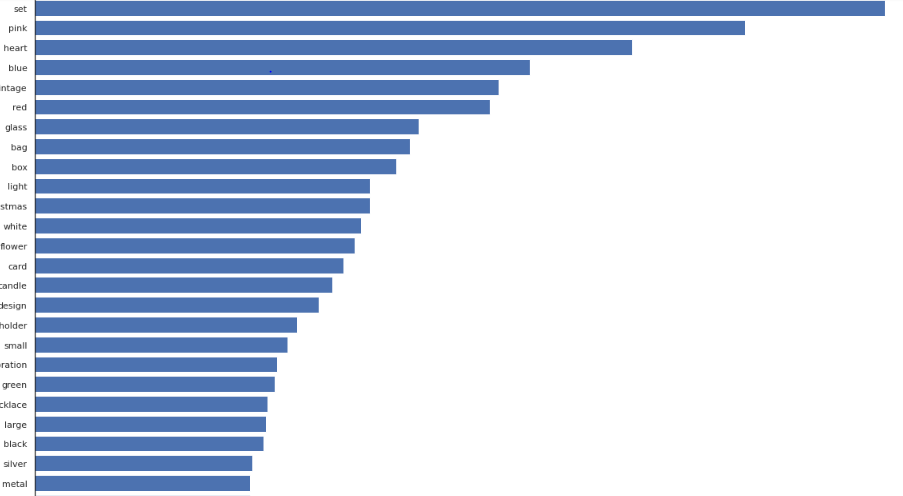 set
pink
heart
blue
ntage
red
glass
bag
box
light
stmas
white
flower
card
candle
design
holder
small
ration
green
cklace
large
black
silver
metal